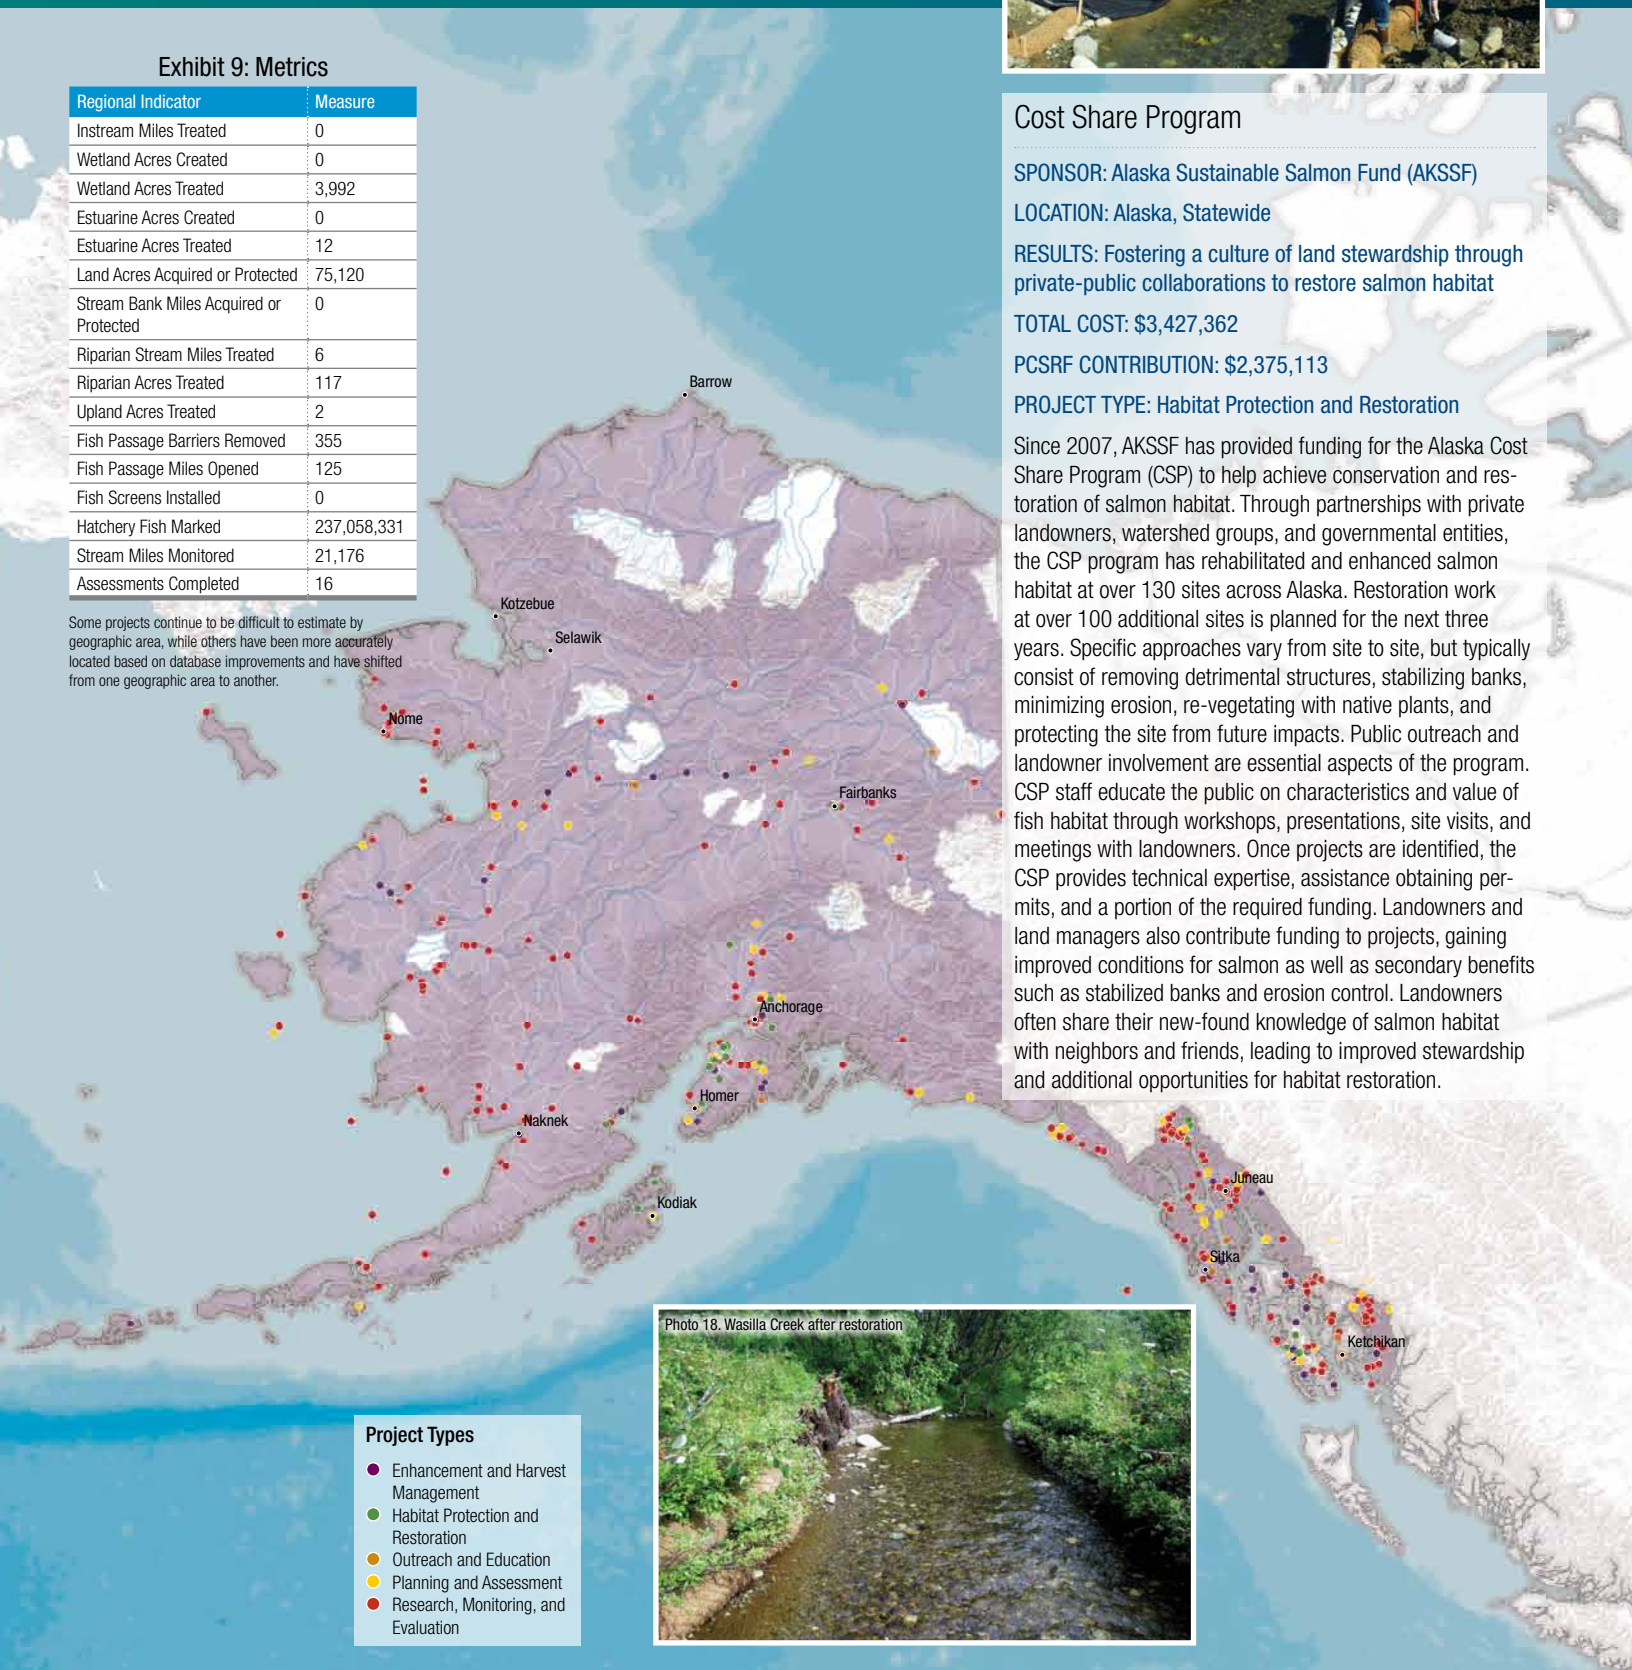 Exhibit 9: Metrics
Regional Indicator Measure
Instream Miles Treated 0
Wetland Acres Created 0
Wetland Acres Treated 3,992
Estuarine Acres Created 0
Estuarine Acres Treated 12
Land Acres Acquired or Protected 75,120
Stream Bank Miles Acquired or 0
Protected
Riparian Stream Miles Treated 6
Riparian Acres Treated 117
Upland Acres Treated 2
Fish Passage Barriers Removed 355
Fish Passage Miles Opened 125
Fish Screens Installed 0
Hatchery Fish Marked 237,058,331
Stream Miles Monitored 21,176
Assessments Completed 16
Some projects continue to be difficult to estimate by
geographic area, while others have been more accurately
located based on database improvements and have shifted
from one geographic area to another.
Cost Share Program
SPONSOR: Alaska Sustainable Salmon Fund (AKSSF)
LOCATION: Alaska, Statewide
RESULTS: Fostering a culture of land stewardship through
private-public collaborations to restore salmon habitat
TOTAL COST: $3,427,362
PCSRF CONTRIBUTION: $2,375,113
PROJECT TYPE: Habitat Protection and Restoration
Since 2007, AKSSF has provided funding for the Alaska Cost
Share Program (CSP) to help achieve conservation and res-
toration of salmon habitat. Through partnerships with private
landowners, watershed groups, and governmental entities,
the CSP program has rehabilitated and enhanced salmon
habitat at over 130 sites across Alaska. Restoration work
at over 100 additional sites is planned for the next three
years. Specific approaches vary from site to site, but typically
consist of removing detrimental structures, stabilizing banks,
minimizing erosion, re-vegetating with native plants, and
protecting the site from future impacts. Public outreach and
landowner involvement are essential aspects of the program.
CSP staff educate the public on characteristics and value of
fish habitat through workshops, presentations, site visits, and
meetings with landowners. Once projects are identified, the
CSP provides technical expertise, assistance obtaining per-
mits, and a portion of the required funding. Landowners and
land managers also contribute funding to projects, gaining
improved conditions for salmon as well as secondary benefits
such as stabilized banks and erosion control. Landowners
often share their new-found knowledge of salmon habitat
with neighbors and friends, leading to improved stewardship
and additional opportunities for habitat restoration.
Barrow
Kotzebue
Selawik
Nome
Fairbanks
Anchorage
Homer
Naknek
Kodiak
Juneau
Sitka
Ketchikan
Photo 18. Wasilla Creek after restoration
Project Types
Enhancement and Harvest
Management
Habitat Protection and
Restoration
Outreach and Education
Planning and Assessment
Research, Monitoring, and
Evaluation